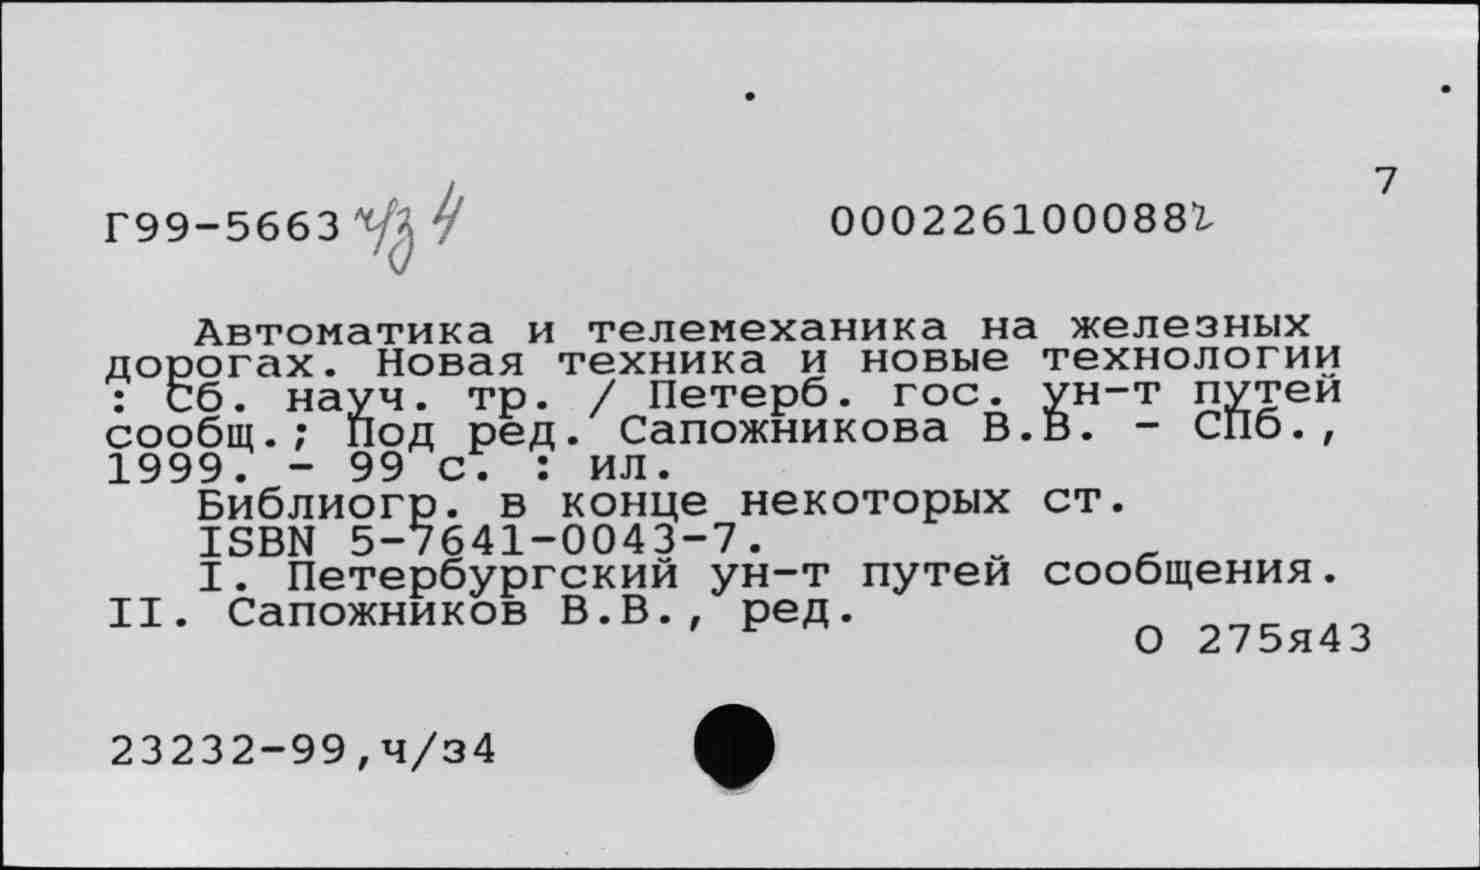 7
Г99-5663 ч/з 4 000226100088
Автоматика и телемеханика на железных
дорогах. Новая техника и новые технологии
: Сб. науч. тр. / Петерб. гос. ун-т путей
сообщ.; Под ред. Сапожникова В.В. - СПб.,
1999. - 99 с. : ил.
Библиогр. в конце некоторых ст.
ISBN 5-7641-0043-7.
I. Петербургский ун-т путей сообщения.
II. Сапожников В.В., ред.
О 275я43
23232-99,ч/з4